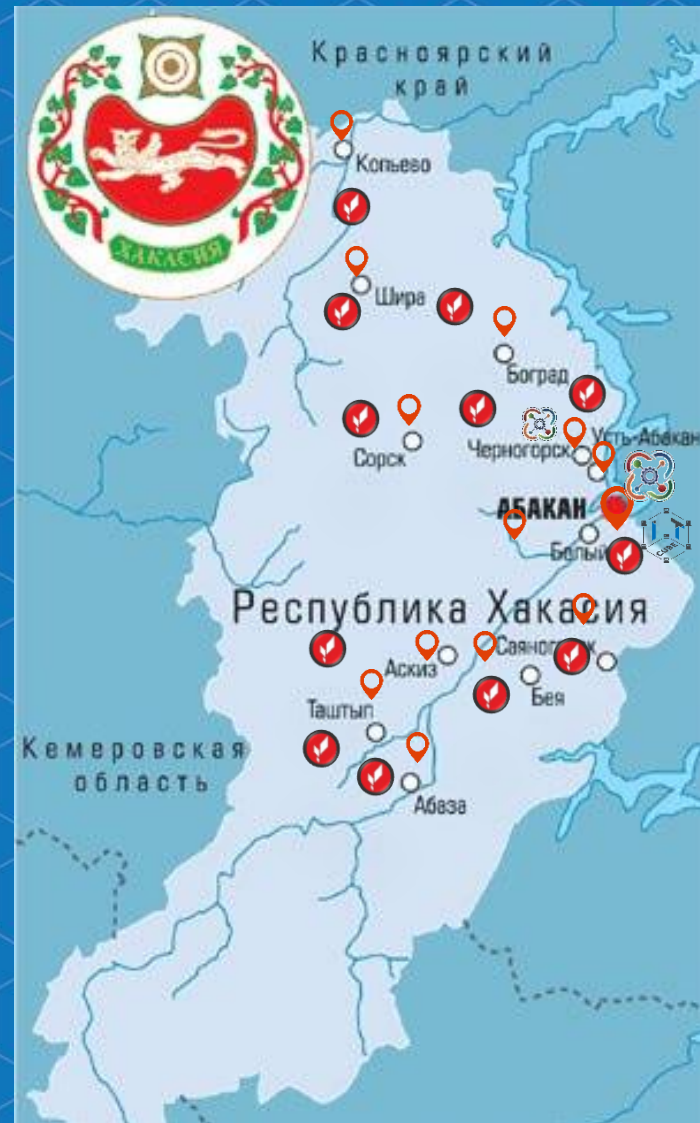 Красноярский
край
ХАКАСИЯ
Копьево
Шира
Боград
Усть-Абакан
Черногорск
Сорск
АБАКАН
Белый
Республика Хакасия
Аскиз
Бея
Таштып
Кемеровская
область
Абаза